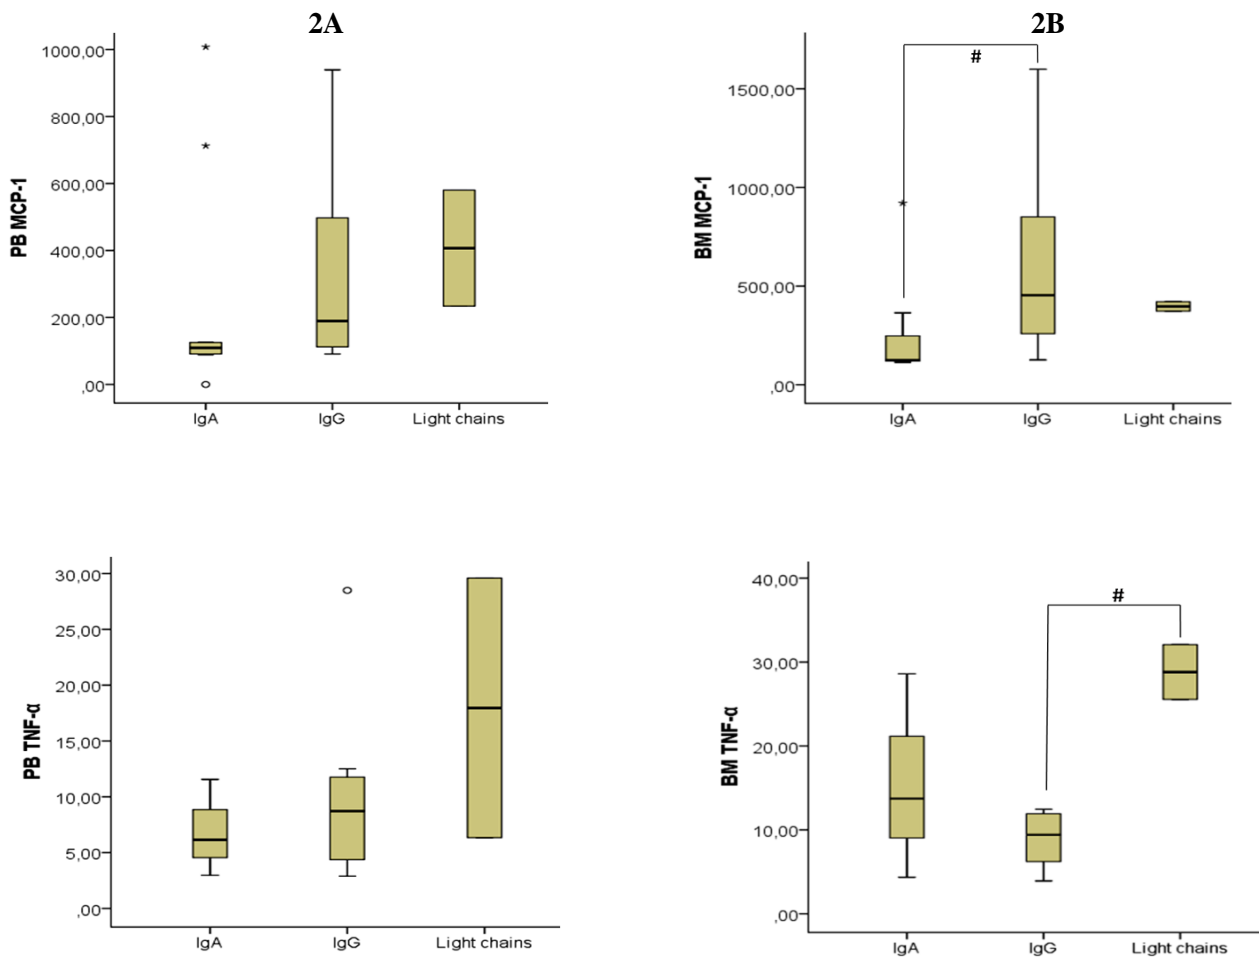 2A
PB MCP-1
1000,00
800,00
600,00
400,00
200,00
,00
IgA IgG Light chains
2B
#
BM MCP-1
1500,00
1000,00
500,00
,00
IgA IgG Light chains
PB TNF-α
30,00
25,00
20,00
15,00
10,00
5,00
,00
IgA IgG Light chains
#
BM TNF-α
40,00
30,00
20,00
10,00
,00
IgA IgG Light chains